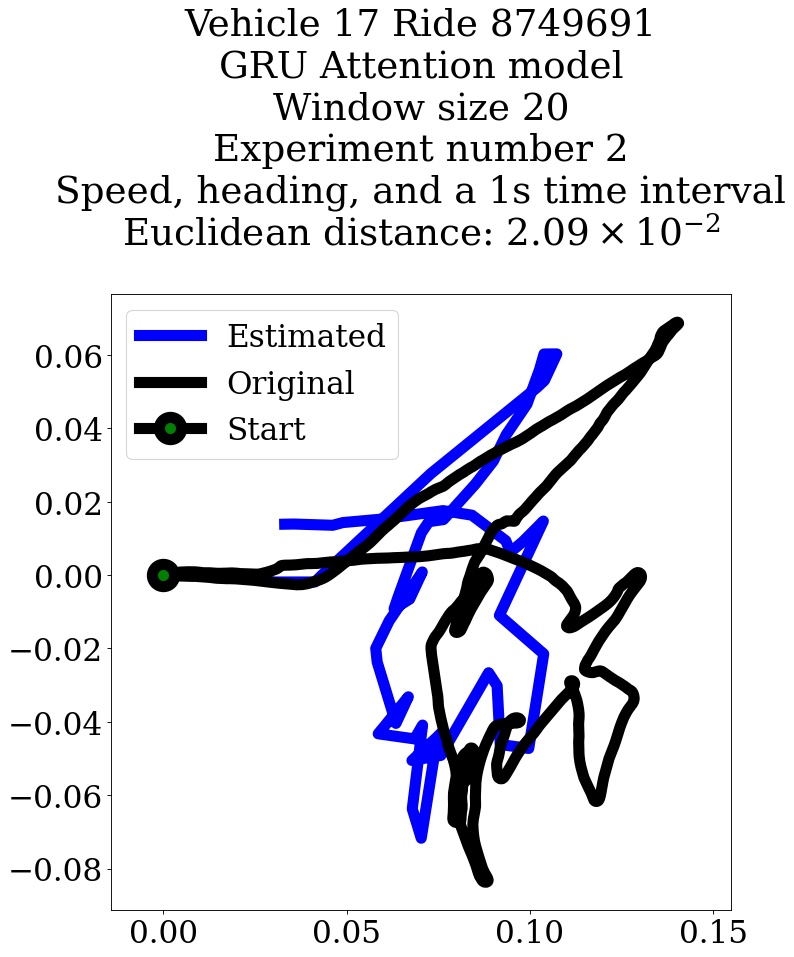 Vehicle 17 Ride 8749691
GRU Attention model
Window size 20
Experiment number 2
Speed, heading, and a 1s time interval
Euclidean distance: 2.09 × 10⁻²
Estimated
Original
Start
0.06
0.04
0.02
0.00
−0.02
−0.04
−0.06
−0.08
0.00 0.05 0.10 0.15